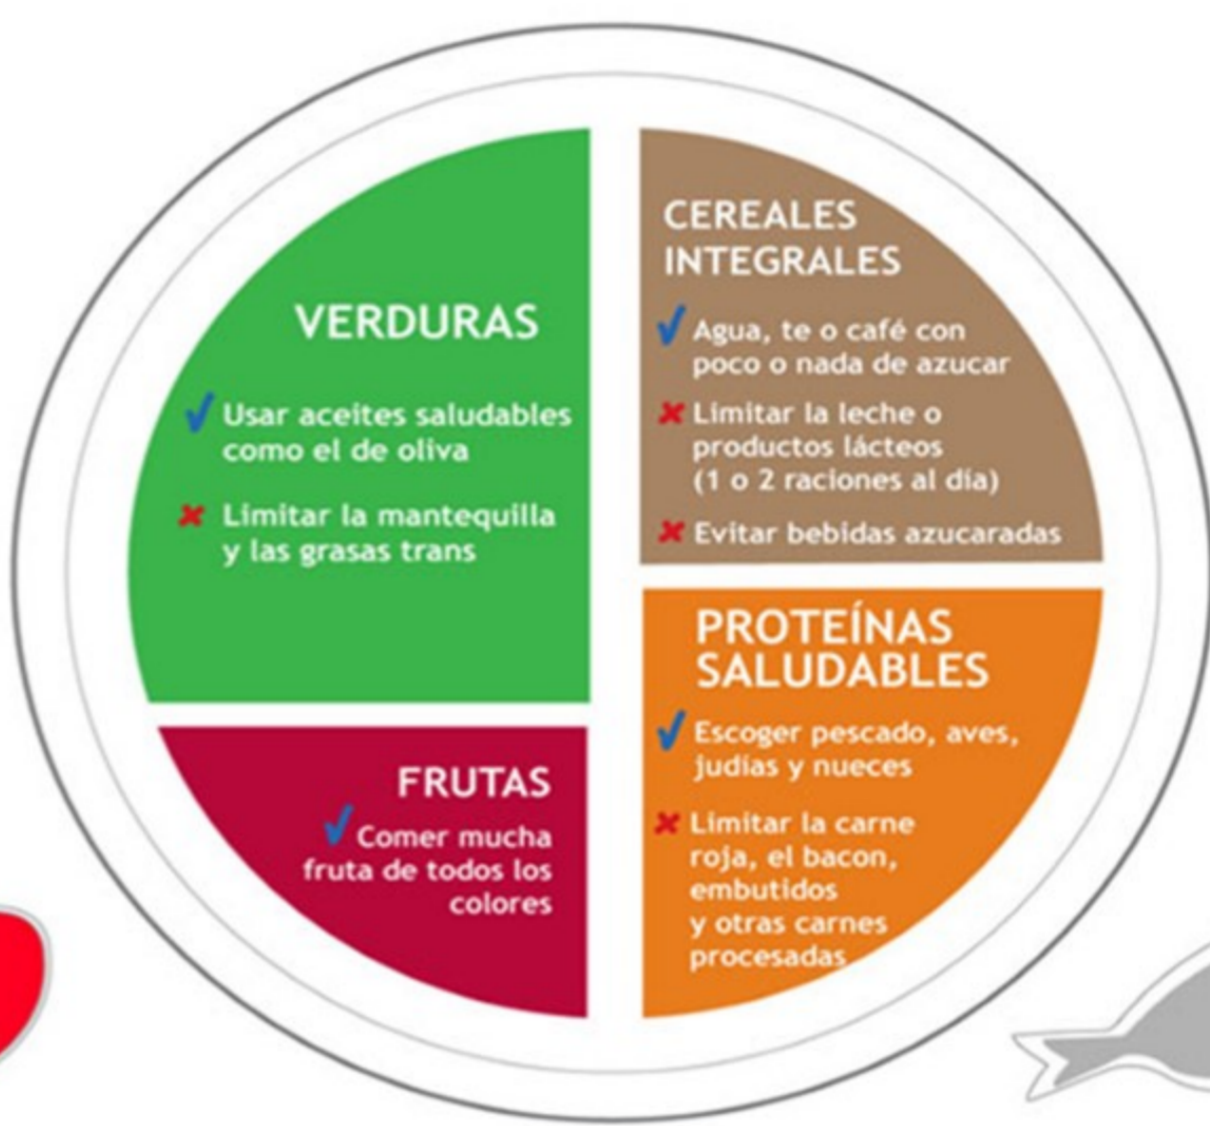 VERDURAS
Usar aceites saludables
como el de oliva
Limitar la mantequilla
y las grasas trans
CEREALES
INTEGRALES
Agua, te o café con
poco o nada de azucar
Limitar la leche o
productos lácteos
(1 o 2 raciones al día)
Evitar bebidas azucaradas
FRUTAS
Comer mucha
fruta de todos los
colores
PROTEÍNAS
SALUDABLES
Escoger pescado, aves,
judías y nueces
Limitar la carne
roja, el bacon,
embutidos
y otras carnes
procesadas